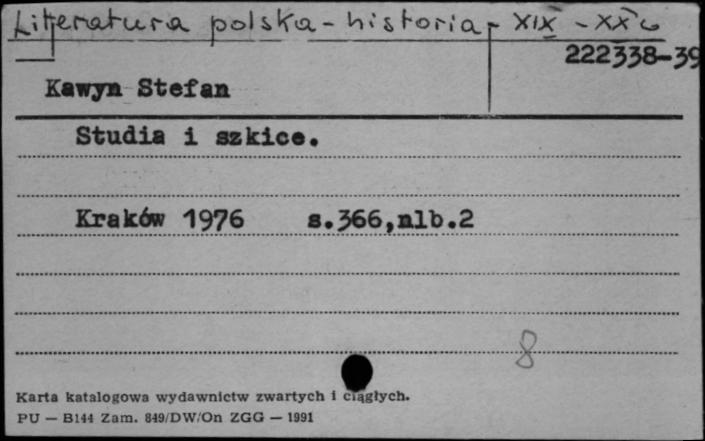 Literatura polska - historia - XIX - XX w
222338-39
Kawyn Stefan
Studia i szkice.
Kraków 1976 s.366,nlb.2
8
Karta katalogowa wydawnictw zwartych i ciągłych.
PU — B144 Zam. 849/DW/On ZGG — 1991